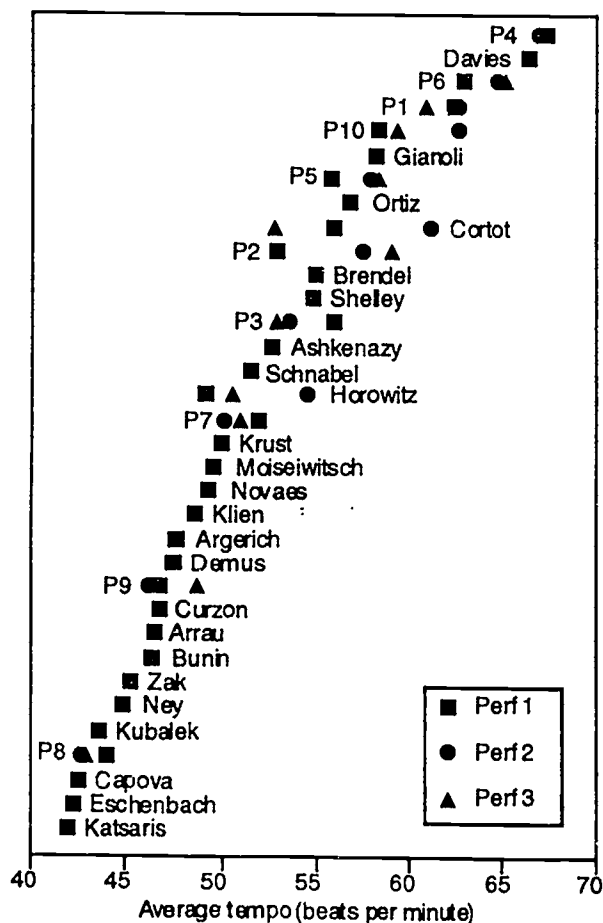 P4
Davies
P6
P1
P10
Gianoli
P5
Ortiz
Cortot
P2
Brendel
Shelley
P3
Ashkenazy
Schnabel
Horowitz
P7
Krust
Moiseiwitsch
Novaes
Klien
Argerich
Demus
P9
Curzon
Arrau
Bunin
Zak
Ney
Kubalek
P8
Capova
Eschenbach
Katsaris
Perf 1
Perf 2
Perf 3
40 45 50 55 60 65 70
Average tempo (beats per minute)